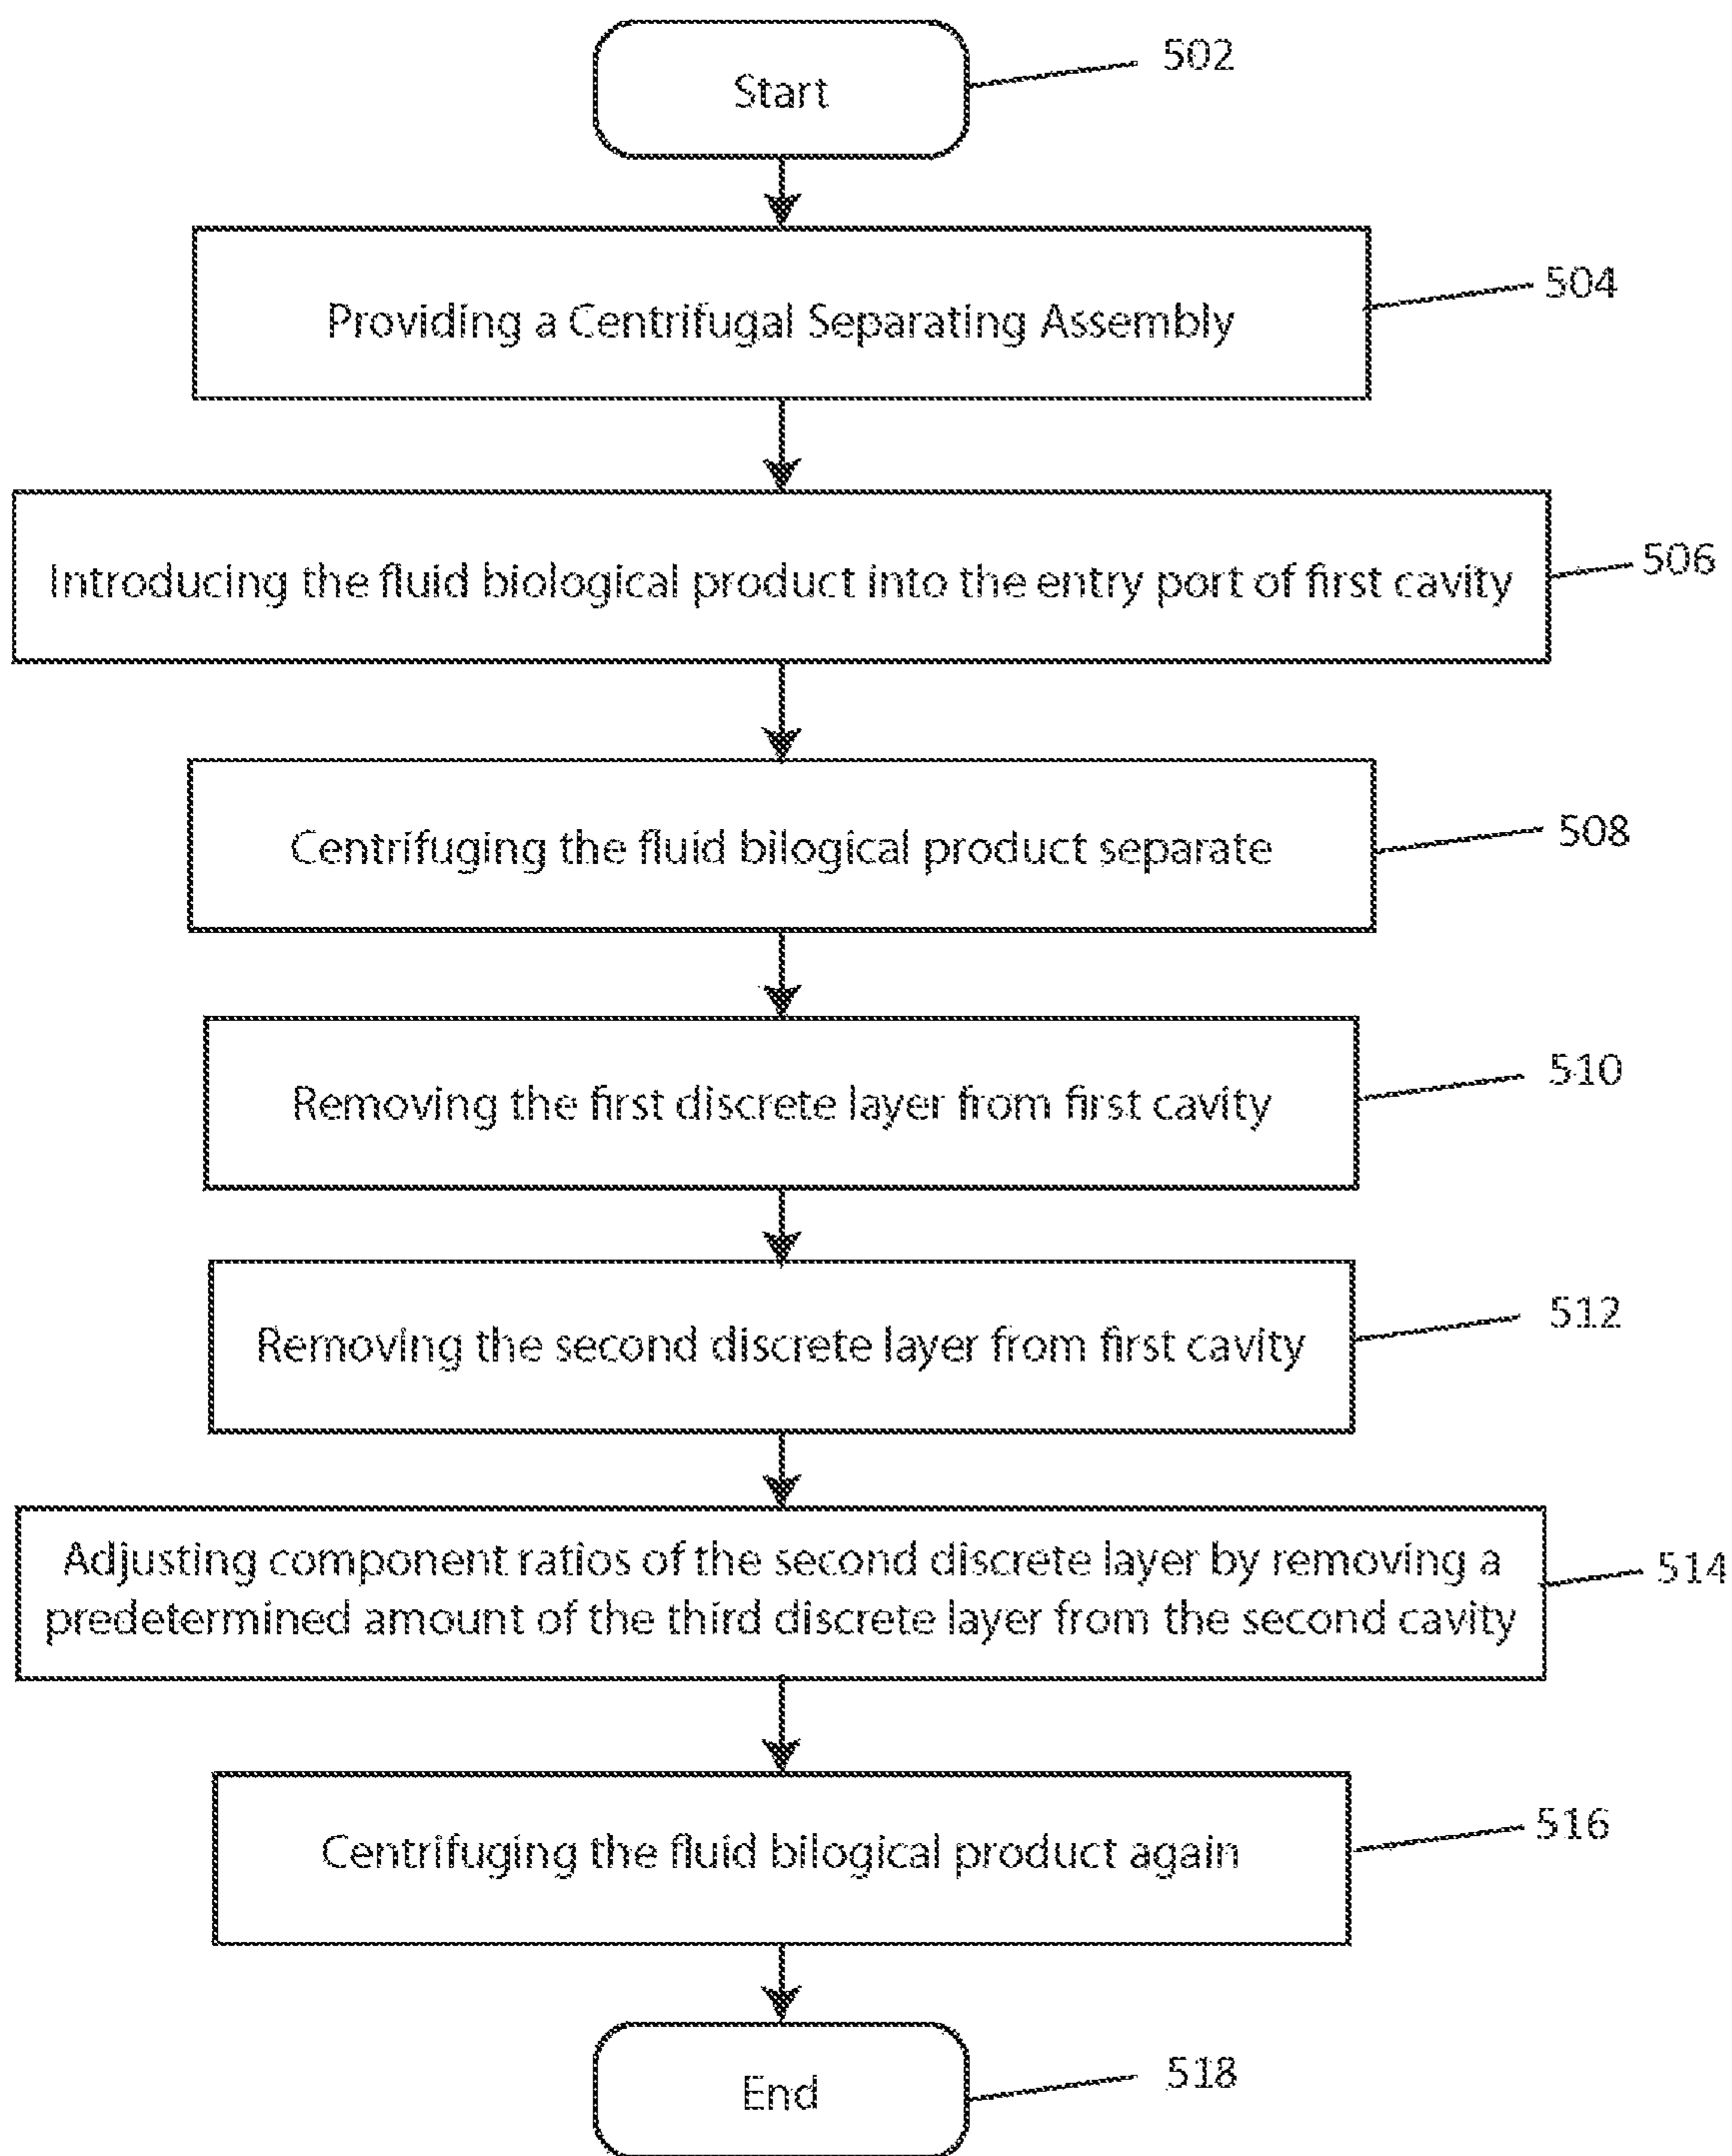 Start
502
Providing a Centrifugal Separating Assembly
504
Introducing the fluid biological product into the entry port of first cavity
506
Centrifuging the fluid bilogical product separate
508
Removing the first discrete layer from first cavity
510
Removing the second discrete layer from first cavity
512
Adjusting component ratios of the second discrete layer by removing a
predetermined amount of the third discrete layer from the second cavity
514
Centrifuging the fluid bilogical product again
516
End
518